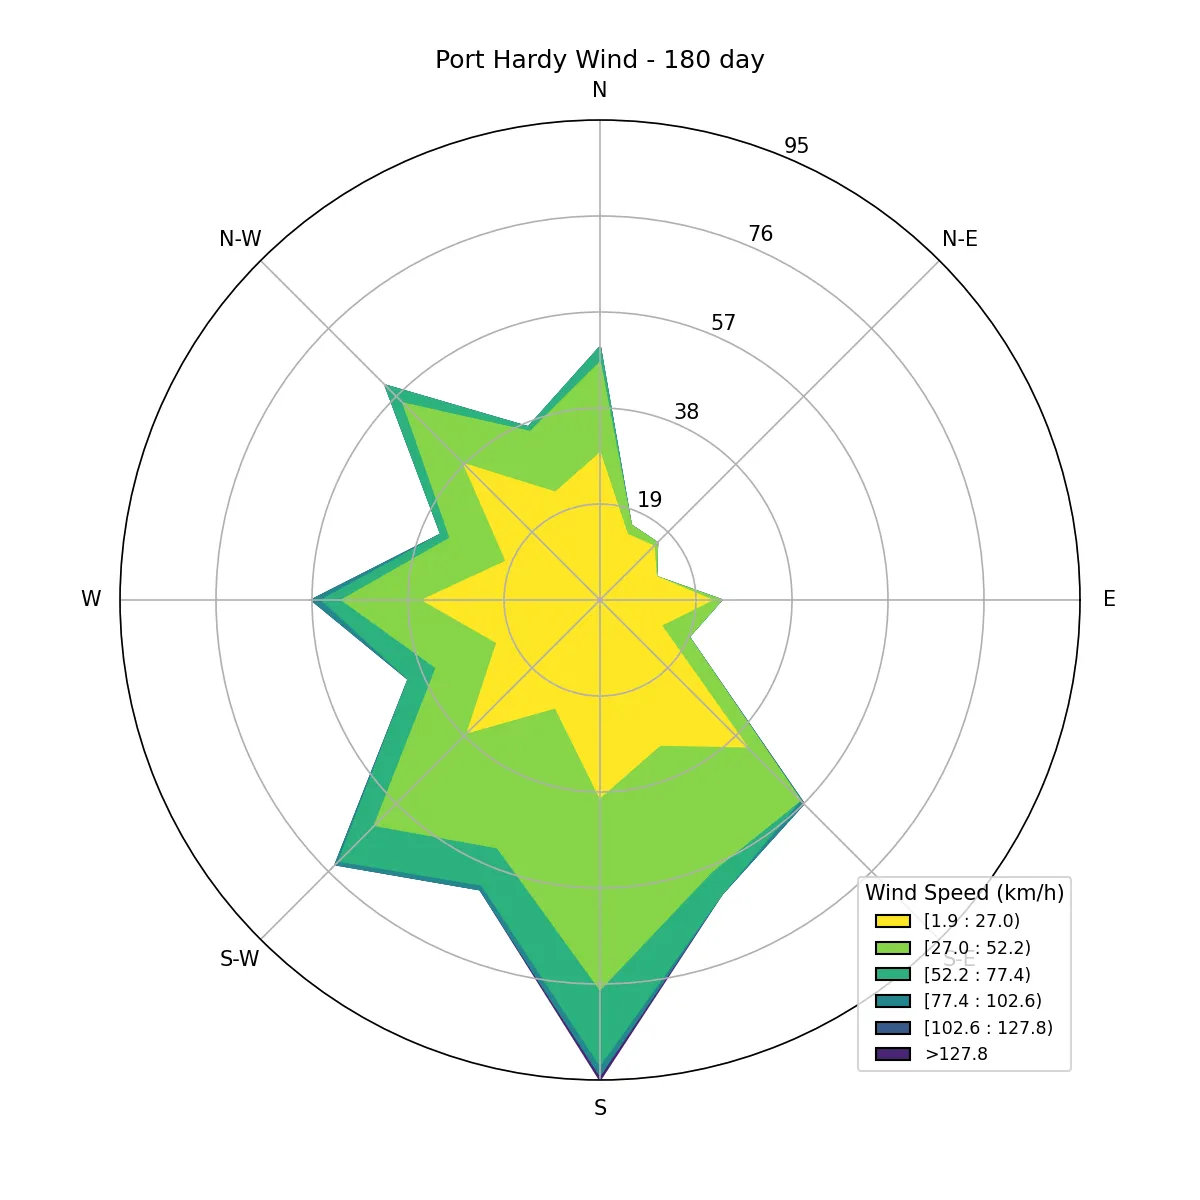 Port Hardy Wind - 180 day
N
95
N-W
N-E
76
57
38
19
W
E
S-W
S-E
S
Wind Speed (km/h)
[1.9 : 27.0)
[27.0 : 52.2)
[52.2 : 77.4)
[77.4 : 102.6)
[102.6 : 127.8)
>127.8